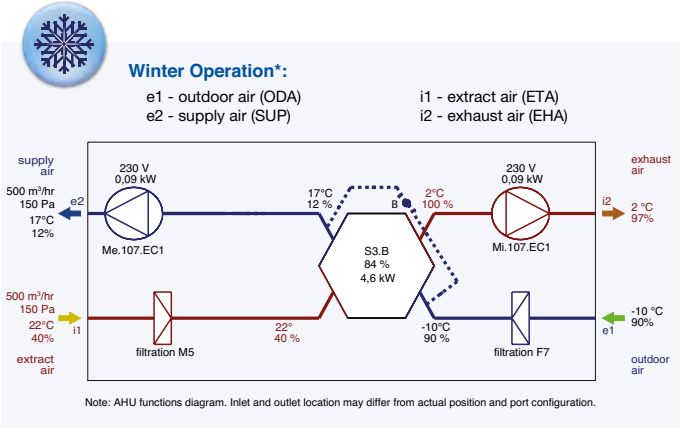 Winter Operation*:
e1 - outdoor air (ODA)
i1 - extract air (ETA)
e2 - supply air (SUP)
i2 - exhaust air (EHA)
supply
air
500 m³/hr
150 Pa
17°C
12%
e2
230 V
0,09 kW
Me.107.EC1
17°C
12 %
B
2°C
100 %
230 V
0,09 kW
Mi.107.EC1
exhaust
air
i2
2 °C
97%
S3.B
84 %
4,6 kW
500 m³/hr
150 Pa
22°C
40%
i1
extract
air
filtration M5
22°
40 %
-10°C
90 %
filtration F7
e1
-10 °C
90%
outdoor
air
Note: AHU functions diagram. Inlet and outlet location may differ from actual position and port configuration.